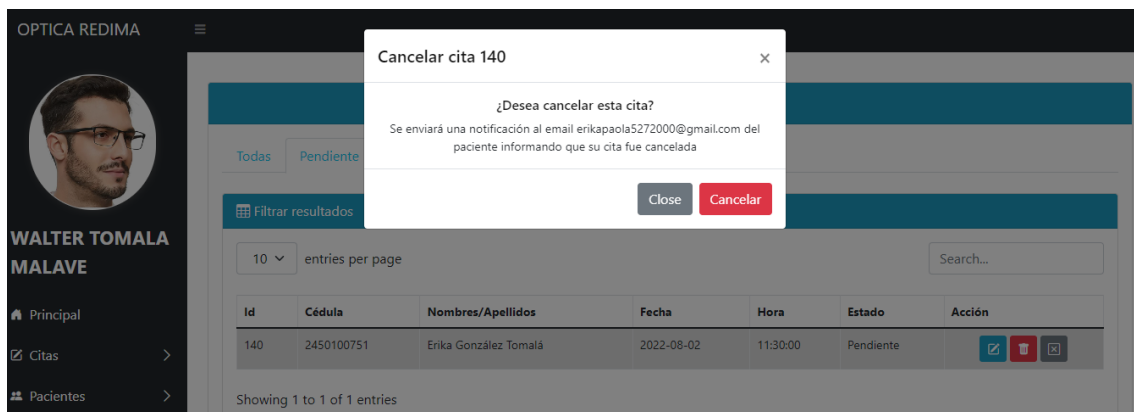 OPTICA REDIMA
Cancelar cita 140
¿Desea cancelar esta cita?
Se enviará una notificación al email erikapaola5272000@gmail.com del
paciente informando que su cita fue cancelada
Close Cancelar
Todas Pendiente
Filtrar resultados
WALTER TOMALA
MALAVE
10 entries per page Search...
Principal
Citas
Pacientes
Id Cédula Nombres/Apellidos Fecha Hora Estado Acción
140 2450100751 Erika González Tomalá 2022-08-02 11:30:00 Pendiente
Showing 1 to 1 of 1 entries